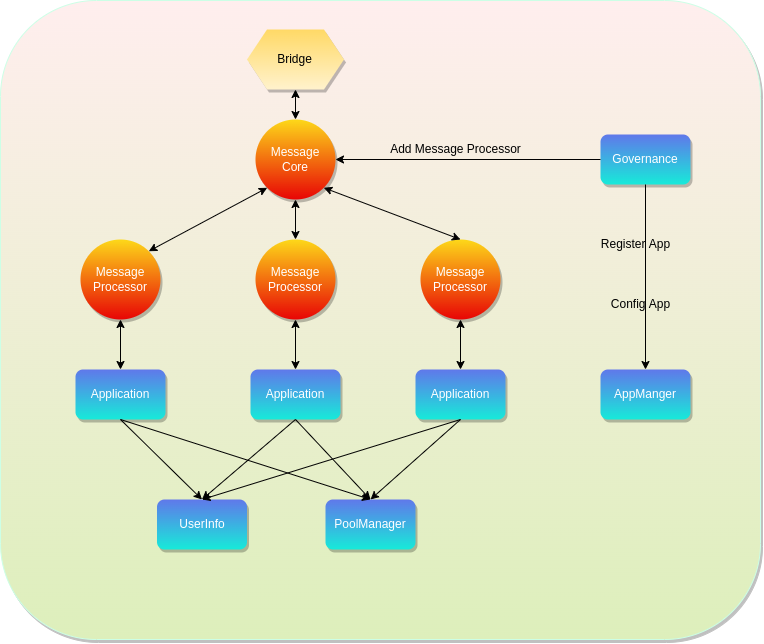 Bridge
Message
Core
Add Message Processor
Governance
Register App
Message
Processor
Message
Processor
Message
Processor
Config App
Application
Application
Application
AppManger
UserInfo
PoolManager